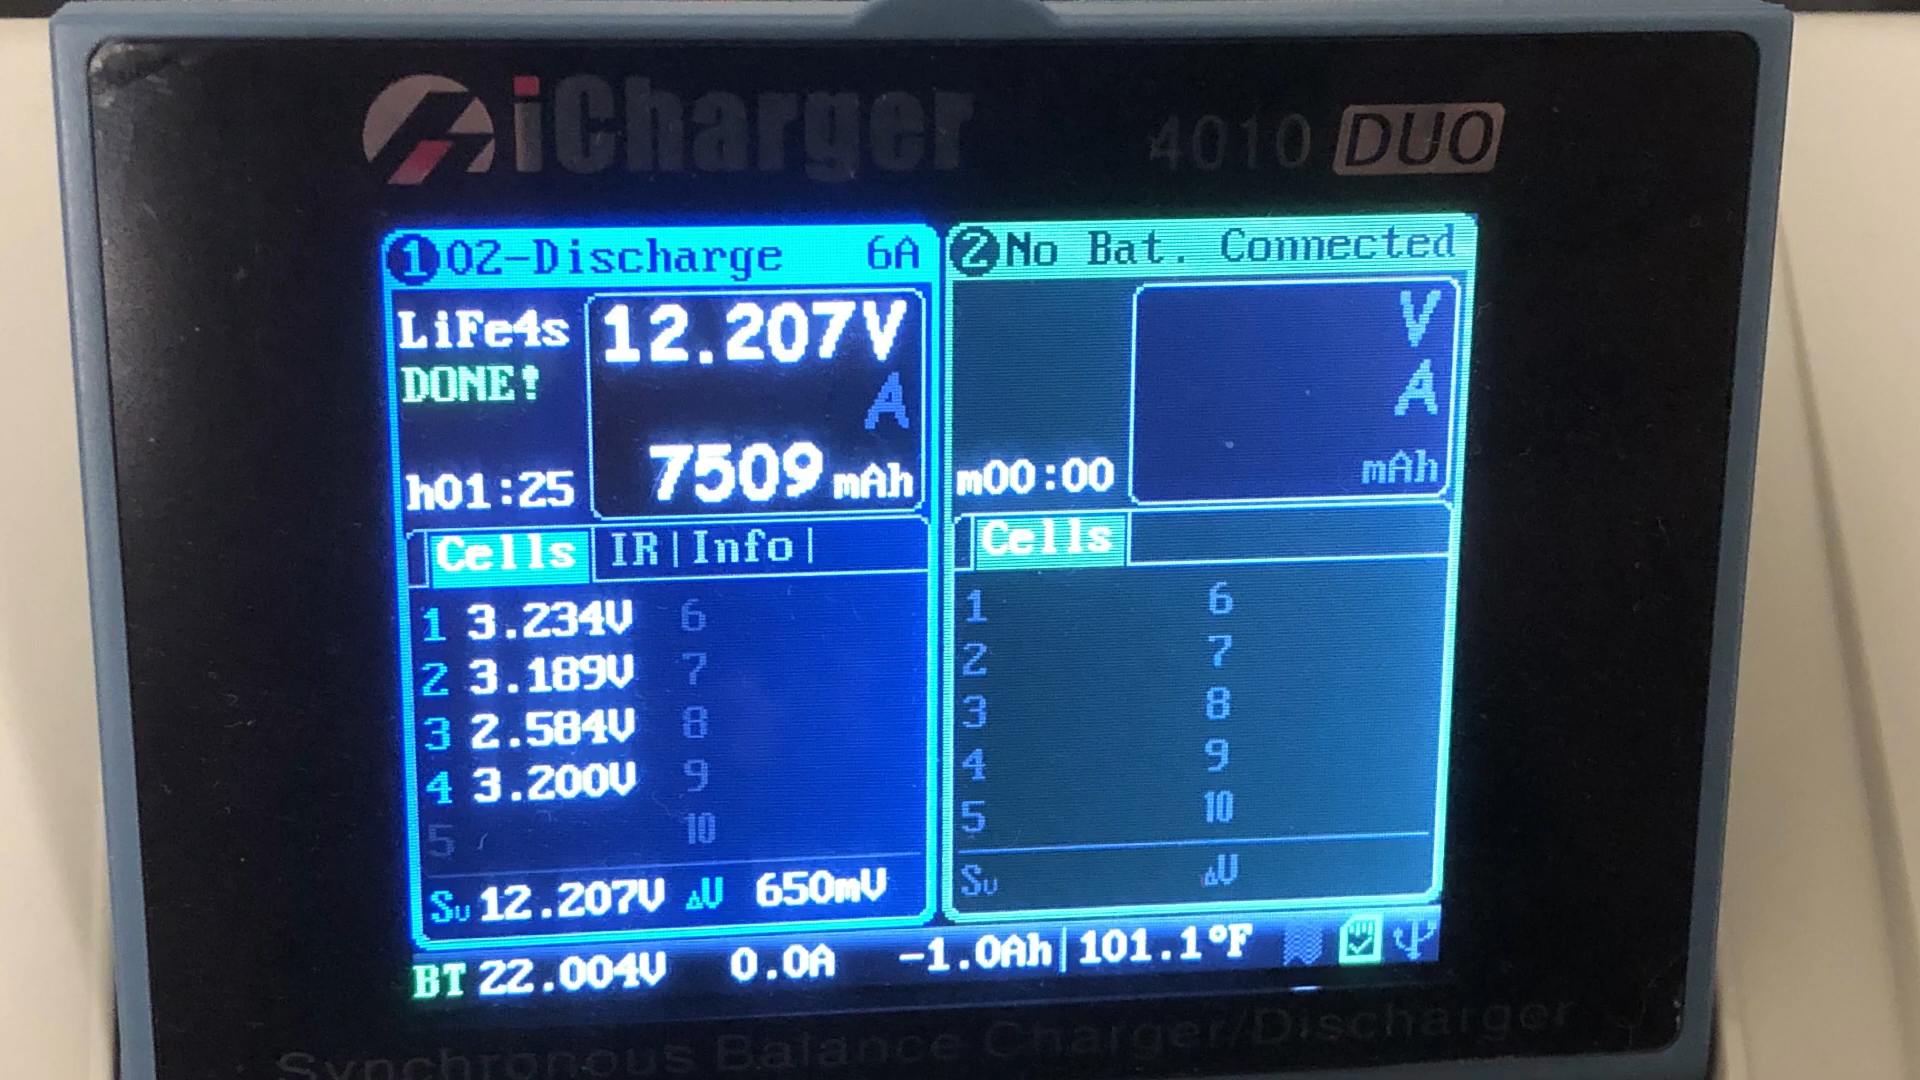 iCharger
4010 DUO
1 02-Discharge 6A
LiFe4s
DONE!
h01:25
12.207V
A
7509 mAh
Cells IR|Info|
1 3.234V 6
2 3.189V 7
3 2.584V 8
4 3.200V 9
5 10
Su 12.207V ΔU 650mV
2 No Bat. Connected
V
A
m00:00 mAh
Cells
1 6
2 7
3 8
4 9
5 10
Su ΔU
BT 22.004V 0.0A -1.0Ah|101.1°F
Synchronous Balance Charger/Discharger